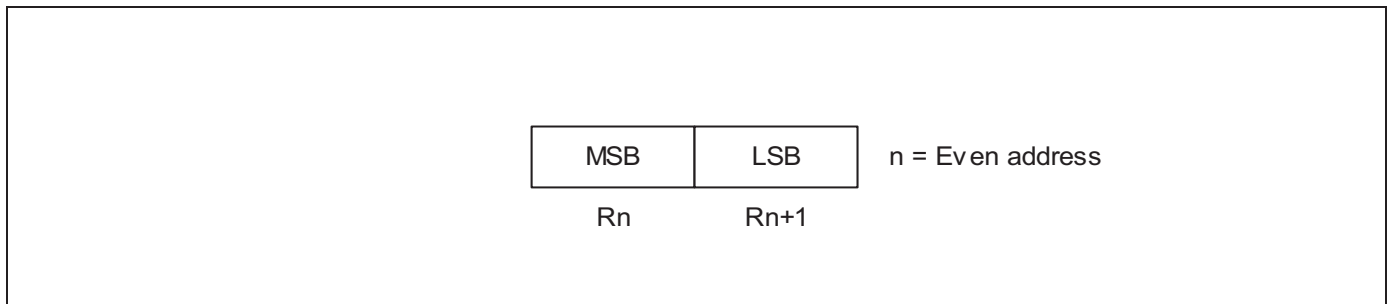 MSB LSB n = Even address
Rn Rn+1